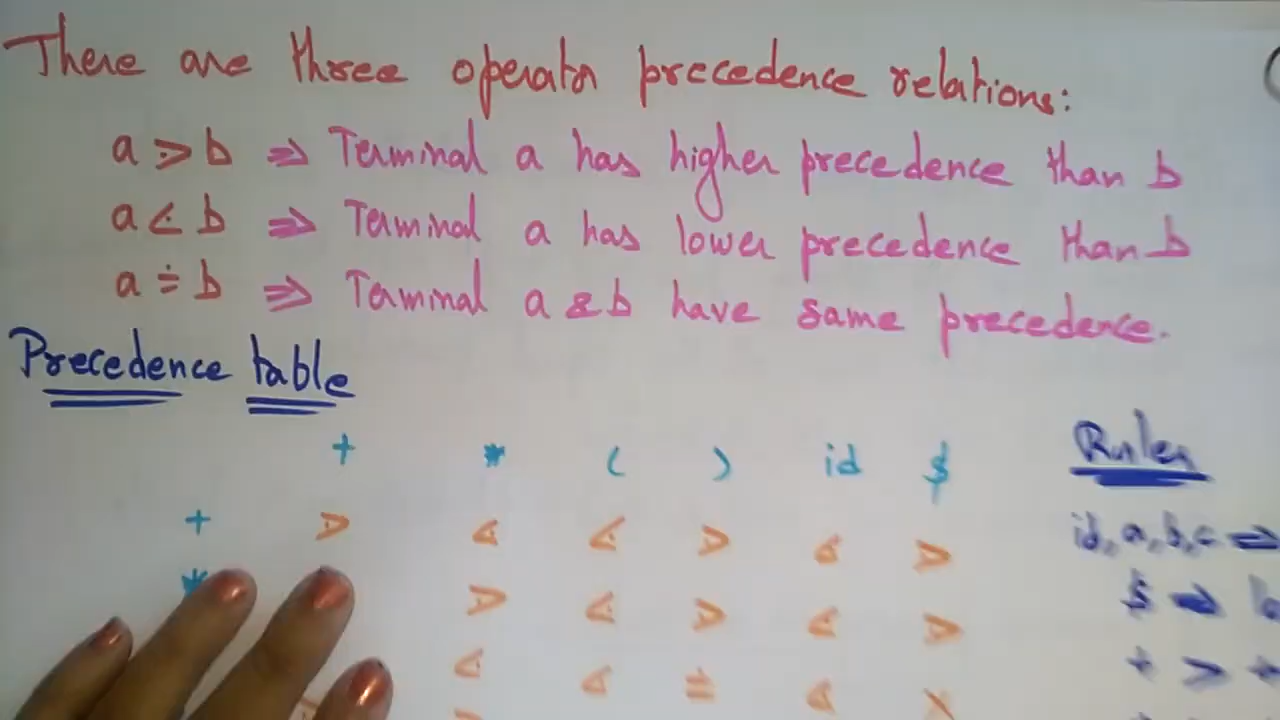 There are three operator precedence relations:
a ⋗ b ⇒ Terminal a has higher precedence than b
a ⋖ b ⇒ Terminal a has lower precedence than b
a ≐ b ⇒ Terminal a & b have same precedence.
Precedence table
+ * ( ) id $
Rules
+ ⋗ ⋖ ⋖ ⋗ ⋖ ⋗
id, a, b, c ⇒
* ⋗ ⋖ ⋗ ⋖ ⋗
$ ⇒
⋖ ⋖ ≐ ⋖
+ > +